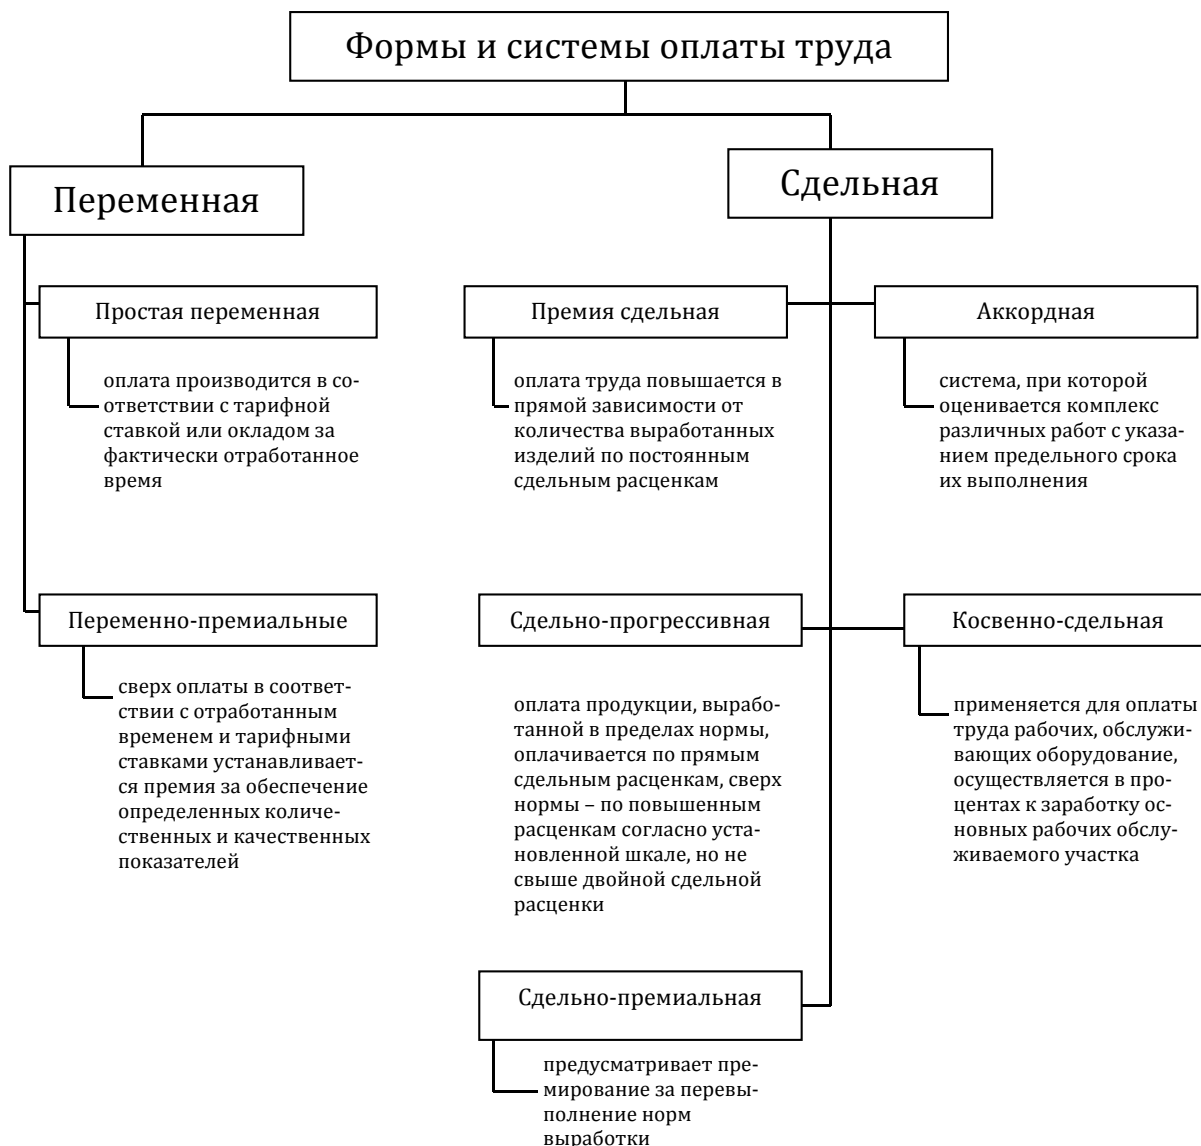 Формы и системы оплаты труда
Переменная
Сдельная
Простая переменная
оплата производится в со-
ответствии с тарифной
ставкой или окладом за
фактически отработанное
время
Премия сдельная
оплата труда повышается в
прямой зависимости от
количества выработанных
изделий по постоянным
сдельным расценкам
Аккордная
система, при которой
оценивается комплекс
различных работ с указа-
нием предельного срока
их выполнения
Переменно-премиальные
сверх оплаты в соответ-
ствии с отработанным
временем и тарифными
ставками устанавливает-
ся премия за обеспечение
определенных количе-
ственных и качественных
показателей
Сдельно-прогрессивная
оплата продукции, вырабо-
танной в пределах нормы,
оплачивается по прямым
сдельным расценкам, сверх
нормы – по повышенным
расценкам согласно уста-
новленной шкале, но не
свыше двойной сдельной
расценки
Косвенно-сдельная
применяется для оплаты
труда рабочих, обслужи-
вающих оборудование,
осуществляется в про-
центах к заработку ос-
новных рабочих обслу-
живаемого участка
Сдельно-премиальная
предусматривает пре-
мирование за перевы-
полнение норм
выработки